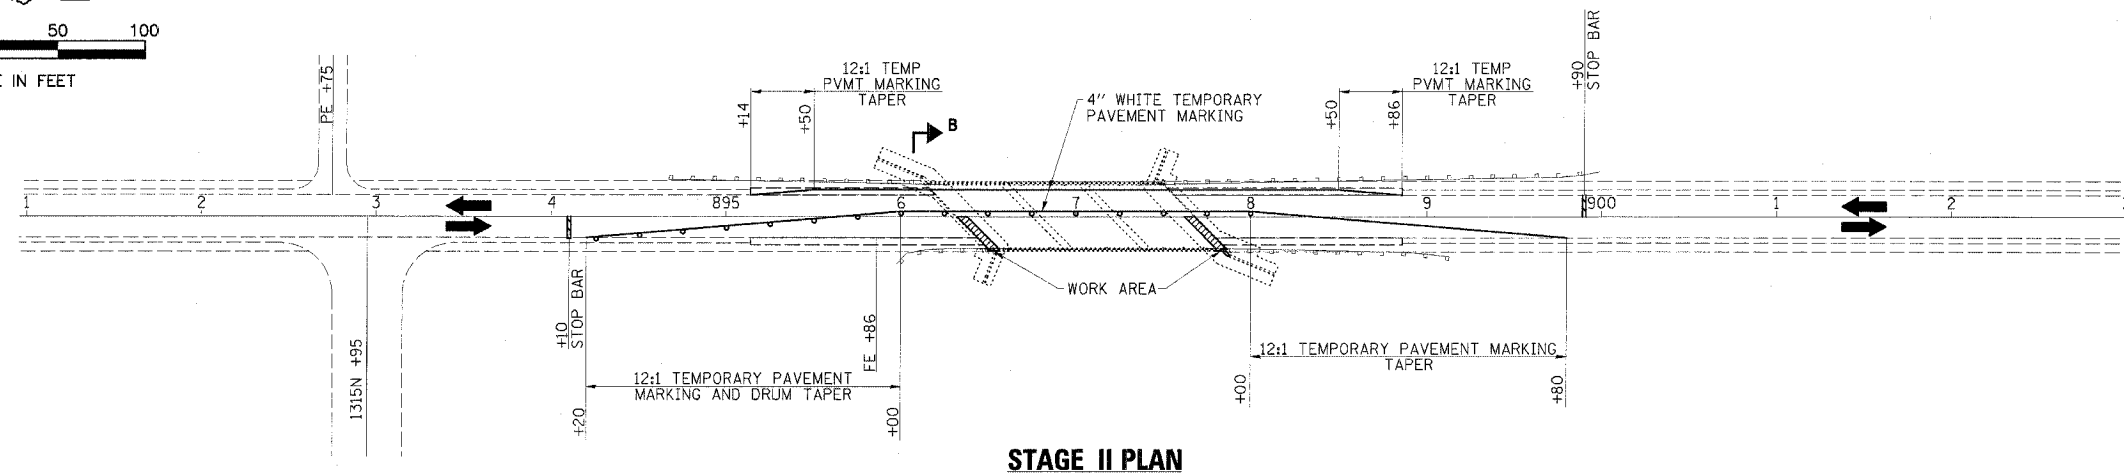 50 100
IN FEET
PE +75
12:1 TEMP
PVMT MARKING
TAPER
+14
+50
B
4" WHITE TEMPORARY
PAVEMENT MARKING
12:1 TEMP
PVMT MARKING
TAPER
+50
+86
+90
STOP BAR
1 2 3 4 895 6 7 8 9 900 1 2
WORK AREA
+10
STOP BAR
FE +86
1315N +95
12:1 TEMPORARY PAVEMENT
MARKING AND DRUM TAPER
+20
+00
12:1 TEMPORARY PAVEMENT MARKING
TAPER
+00
+80
STAGE II PLAN